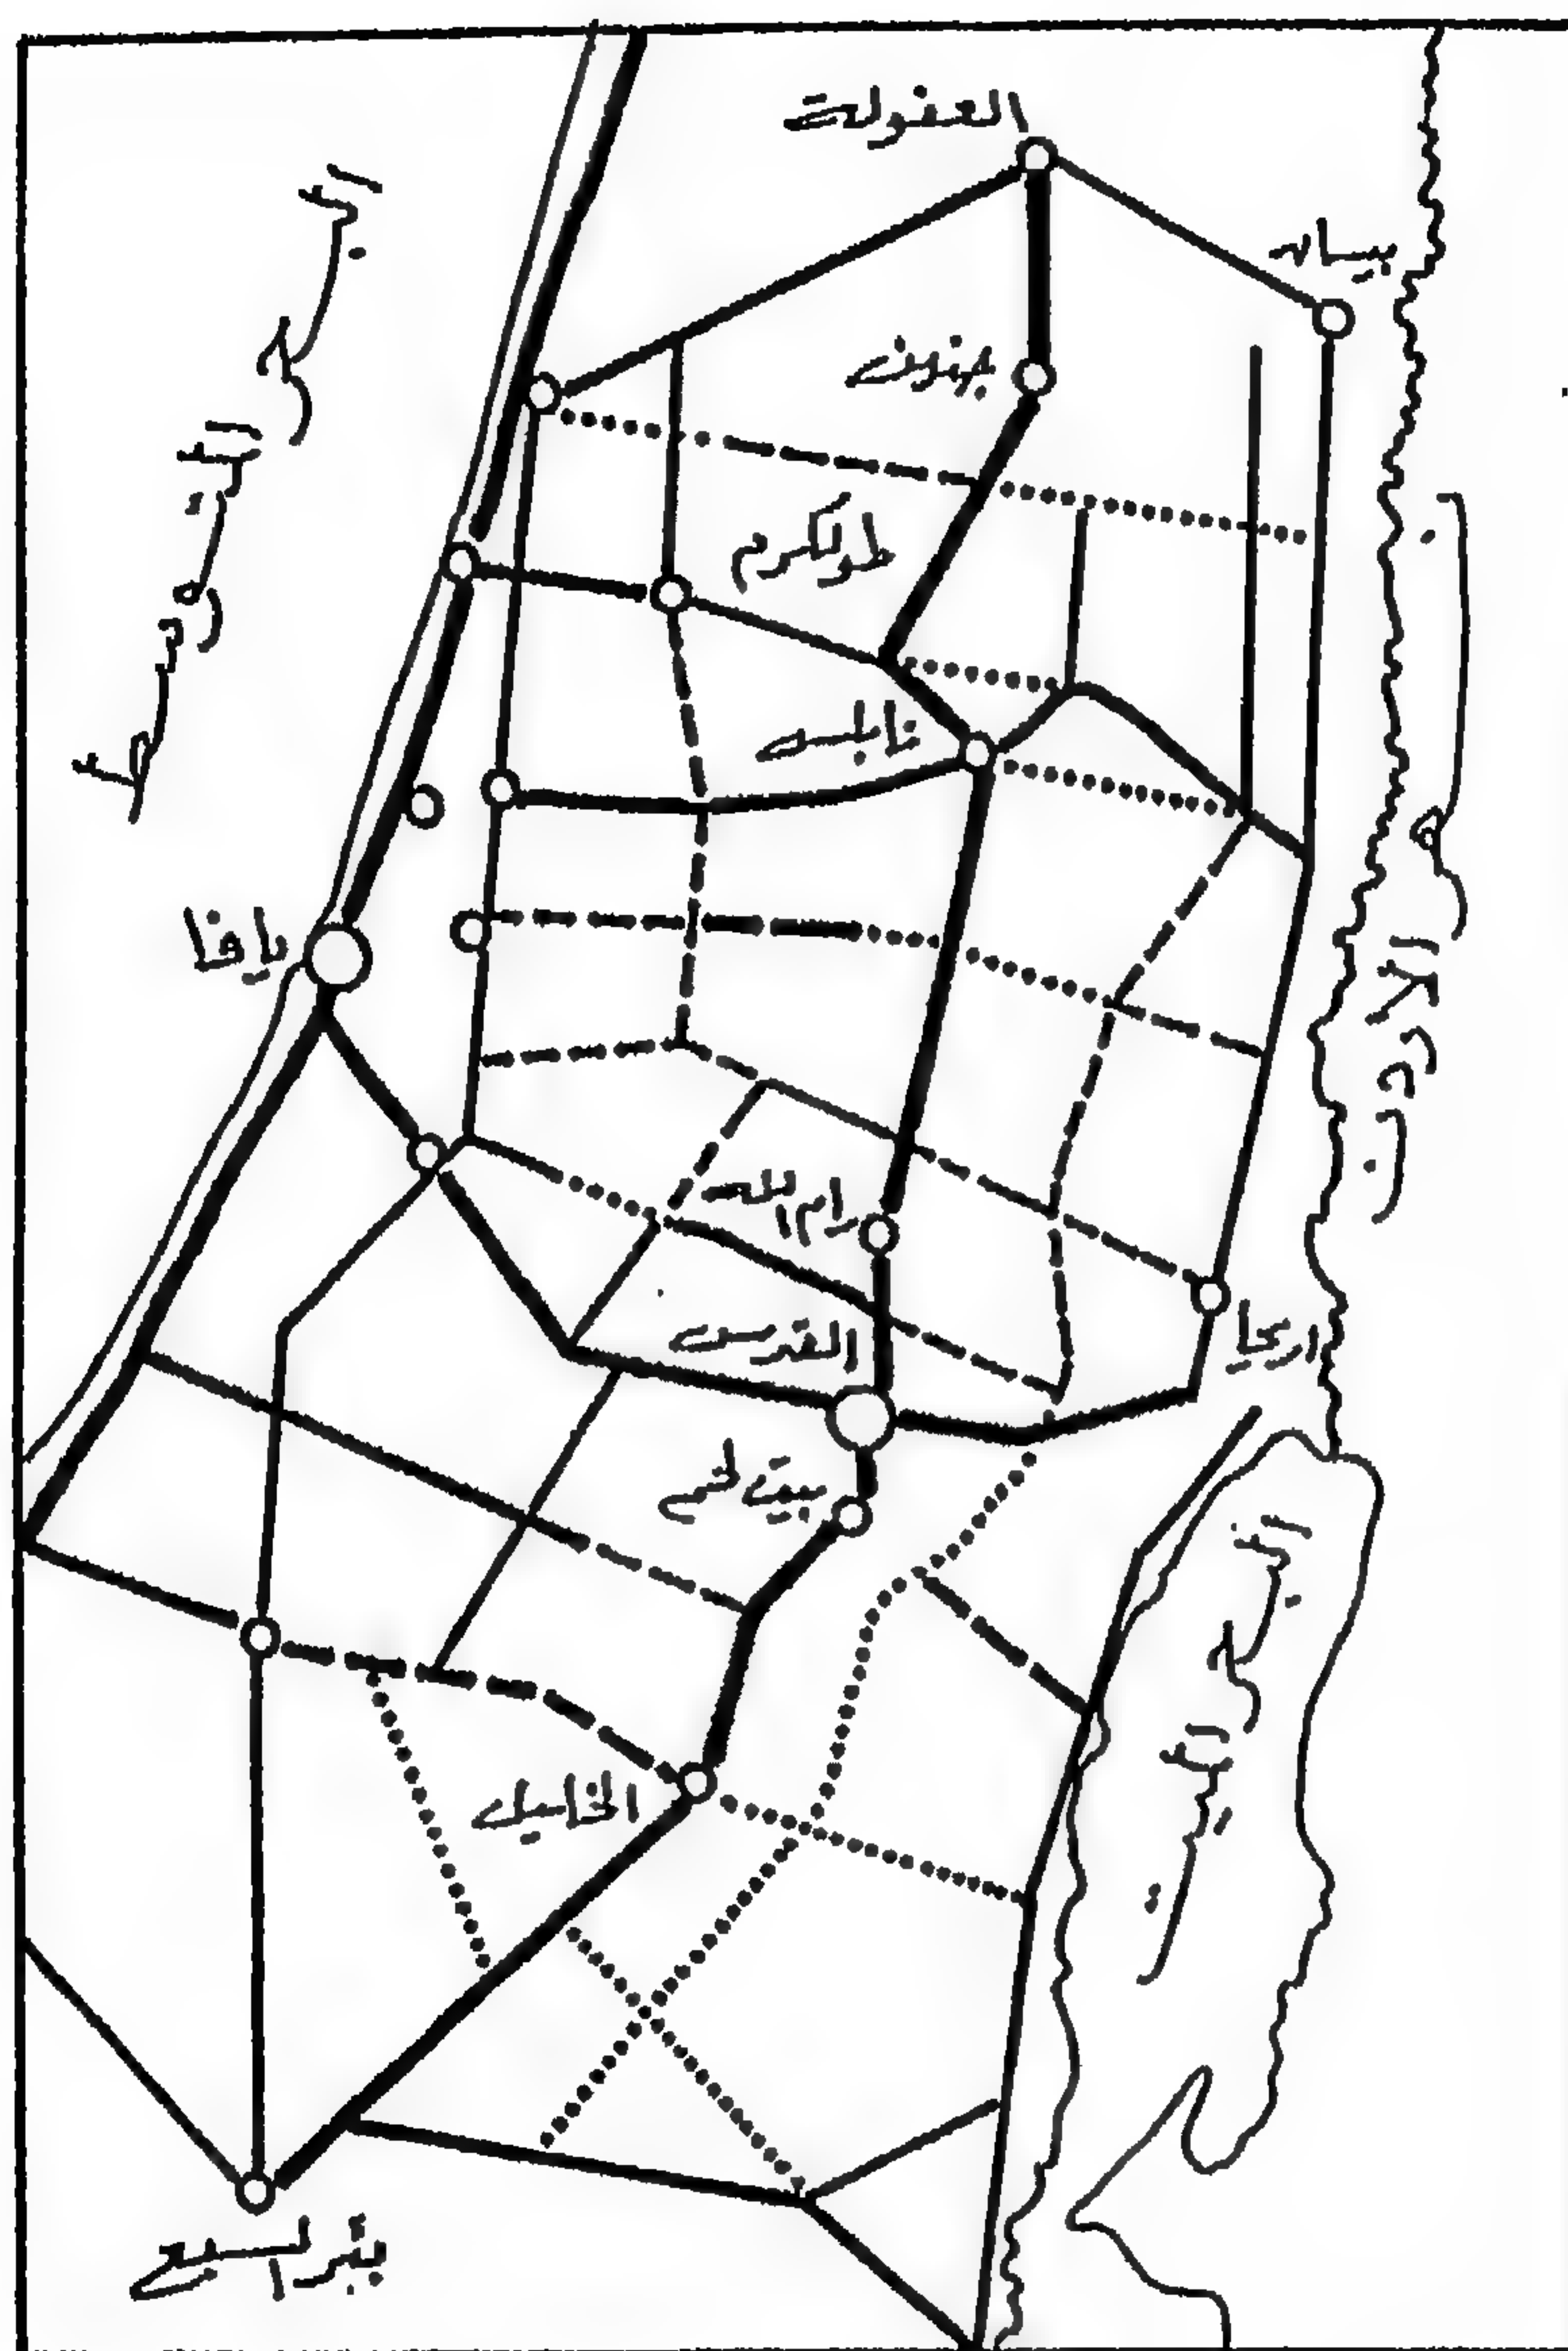 العفولة
بيسان
البحر المتوسط
جنين
طولكرم
نهر الأردن
نابلس
يافا
رام الله
القدس
اريحا
بيت لحم
البحر الميت
الخليل
بئر السبع